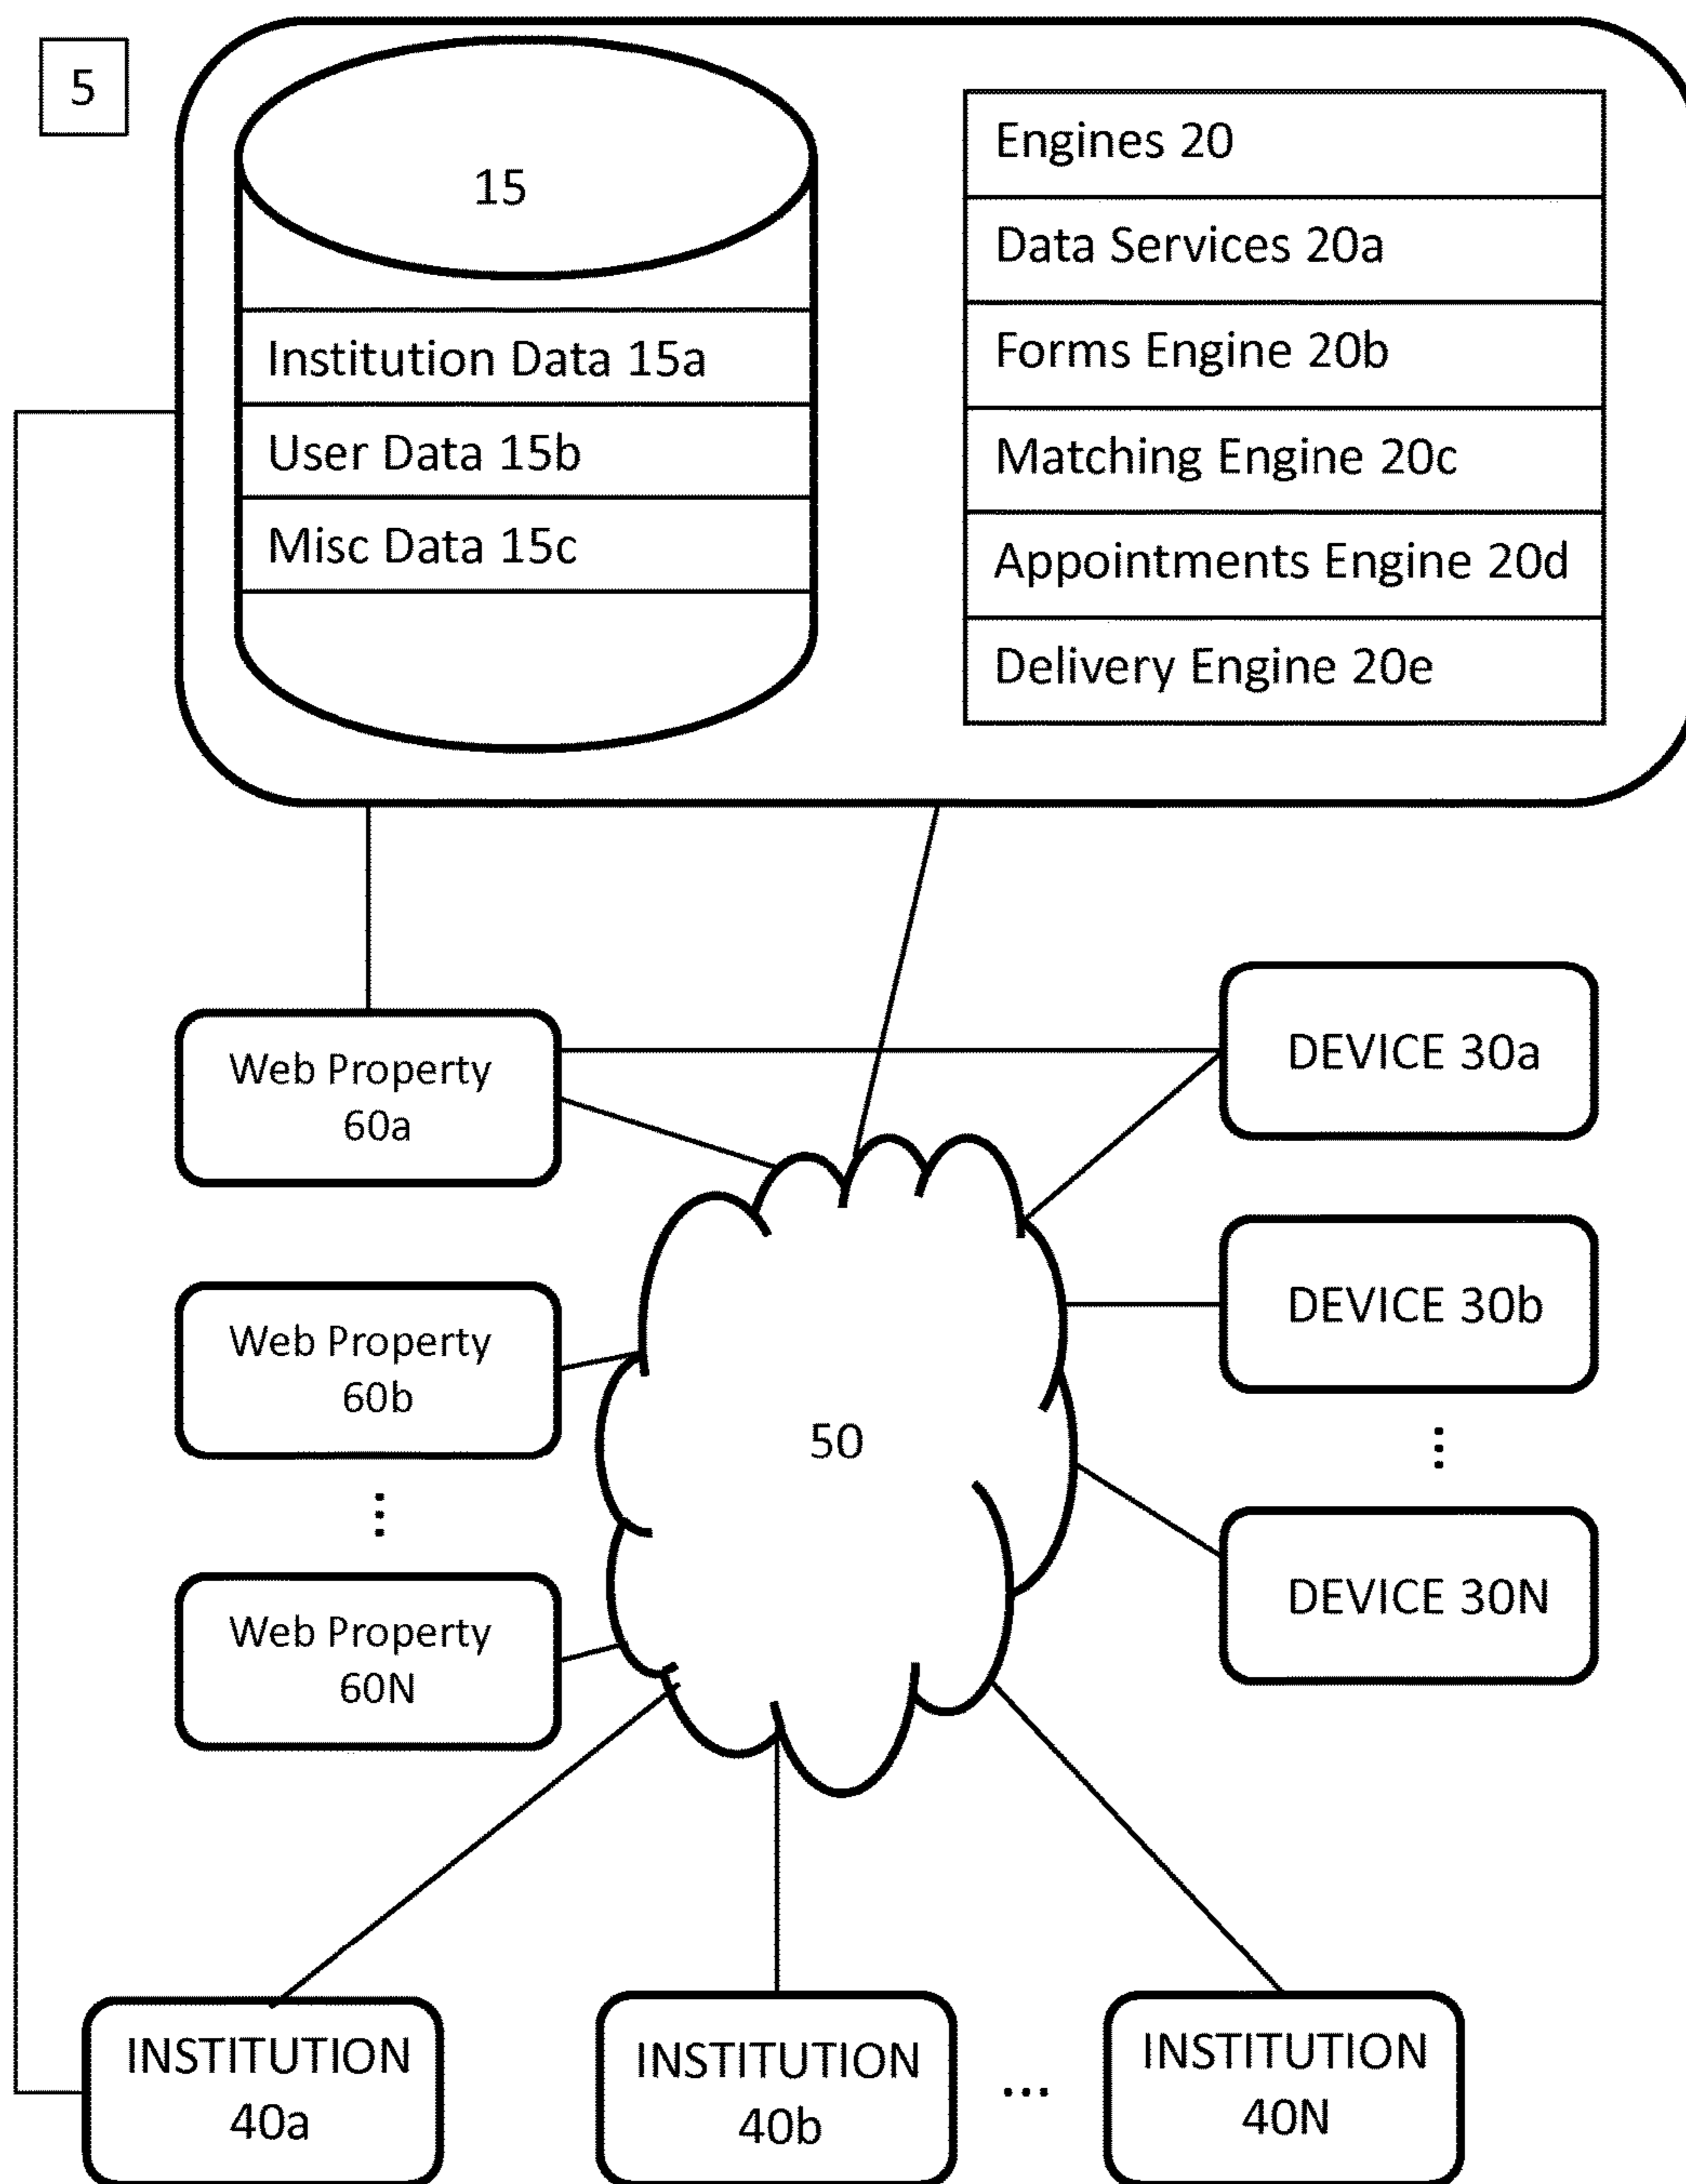 5
15
Institution Data 15a
User Data 15b
Misc Data 15c
Engines 20
Data Services 20a
Forms Engine 20b
Matching Engine 20c
Appointments Engine 20d
Delivery Engine 20e
Web Property
60a
DEVICE 30a
Web Property
60b
DEVICE 30b
⋮
50
⋮
Web Property
60N
DEVICE 30N
INSTITUTION
40a
INSTITUTION
40b
...
INSTITUTION
40N